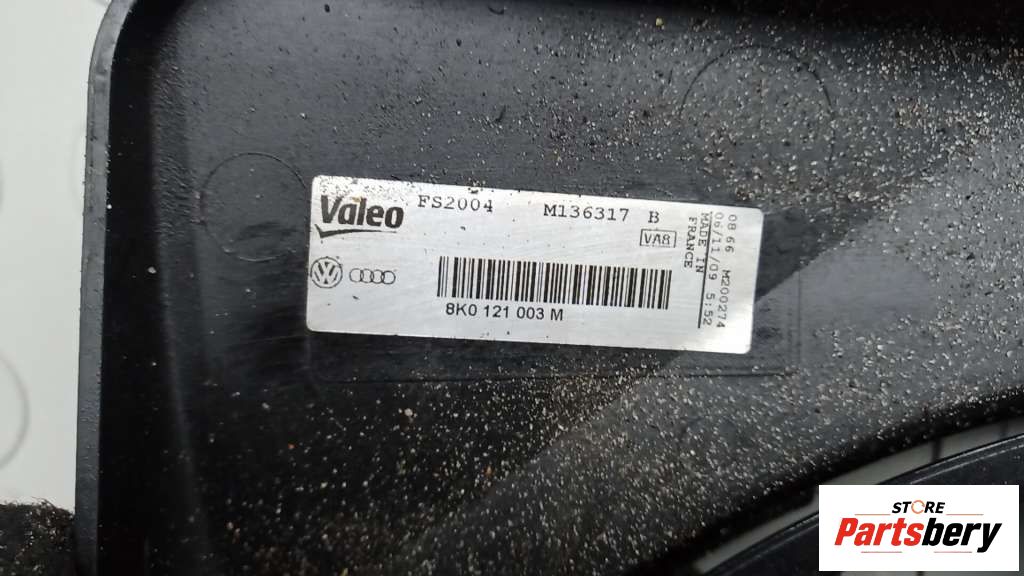 Valeo FS2004 M136317 B
VA8
8K0 121 003 M
08 66 M200274
06/11/09 5:52
MADE IN
FRANCE
STORE
Partsbery